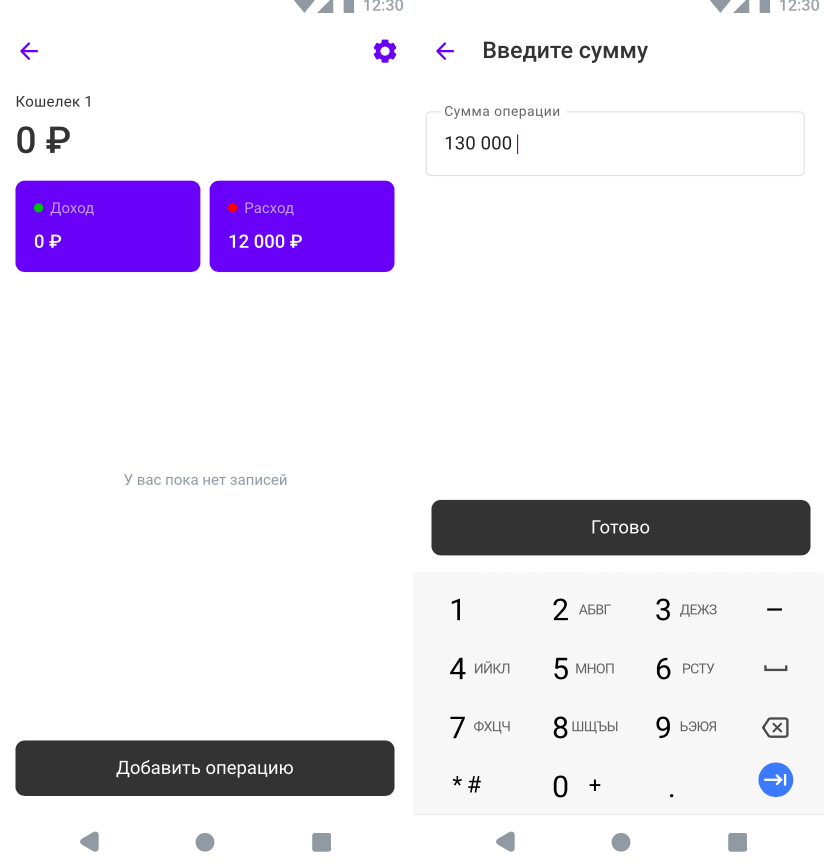 12:30
Кошелек 1
0 ₽
Доход
0 ₽
Расход
12 000 ₽
У вас пока нет записей
Добавить операцию
12:30
Введите сумму
Сумма операции
130 000
Готово
1 2 АБВГ 3 ДЕЖЗ –
4 ИЙКЛ 5 МНОП 6 РСТУ
7 ФХЦЧ 8 ШЩЪЫ 9 ЬЭЮЯ
* # 0 + .